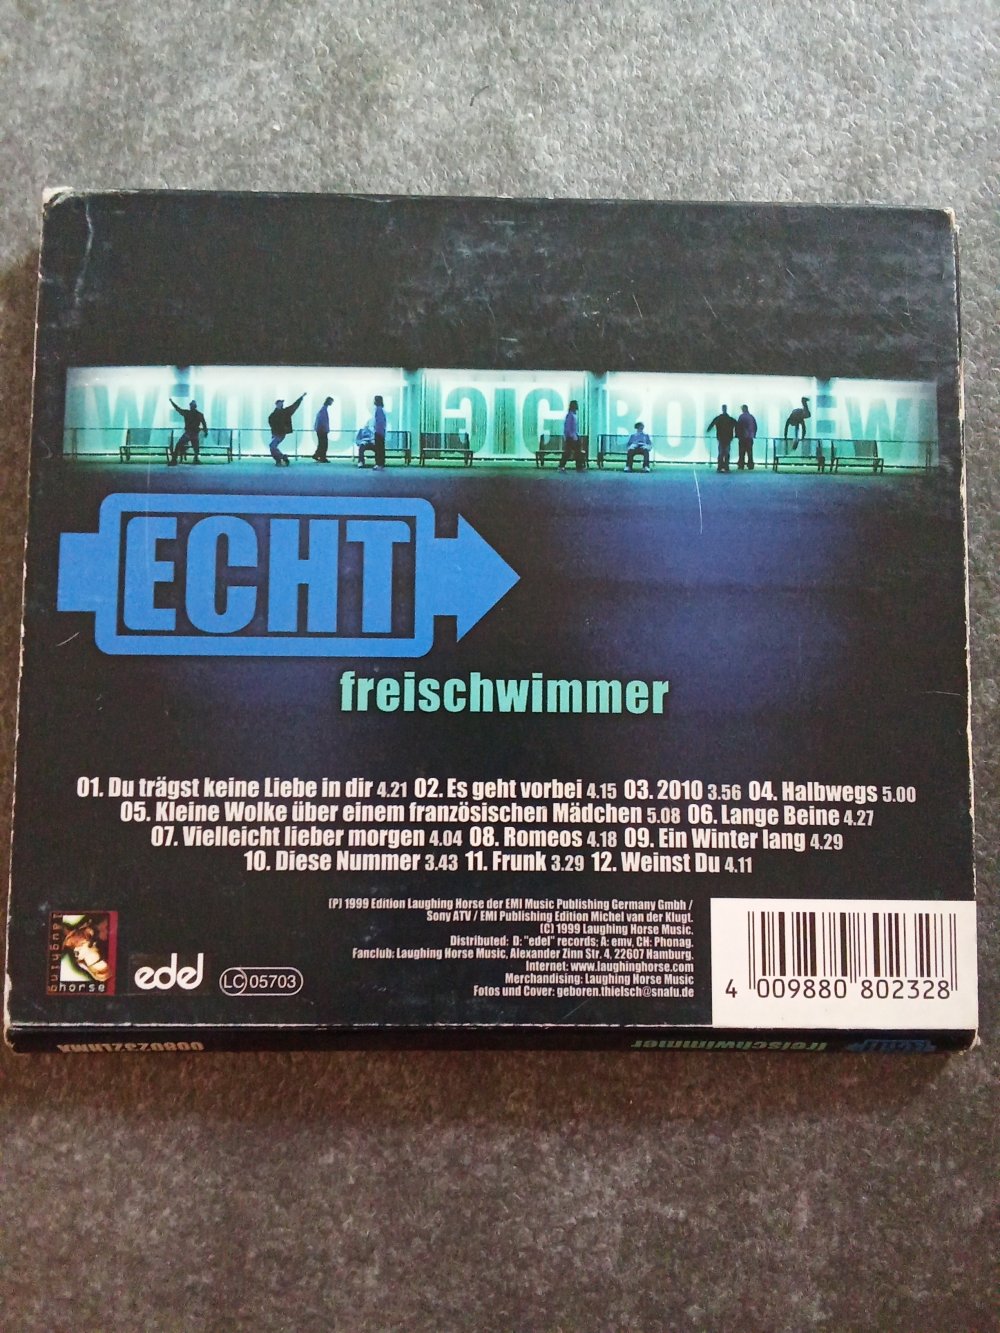 ECHT
freischwimmer
01. Du trägst keine Liebe in dir 4.21 02. Es geht vorbei 4.15 03. 2010 3.56 04. Halbwegs 5.00
05. Kleine Wolke über einem französischen Mädchen 5.08 06. Lange Beine 4.27
07. Vielleicht lieber morgen 4.04 08. Romeos 4.18 09. Ein Winter lang 4.29
10. Diese Nummer 3.43 11. Frunk 3.29 12. Weinst Du 4.11
(P) 1999 Edition Laughing Horse der EMI Music Publishing Germany Gmbh /
Sony ATV / EMI Publishing Edition Michel van der Klugt.
(C) 1999 Laughing Horse Music.
Distributed: D: "edel" records; A: emv, CH: Phonag.
Fanclub: Laughing Horse Music, Alexander Zinn Str. 4, 22607 Hamburg.
Internet: www.laughinghorse.com
Merchandising: Laughing Horse Music
Fotos und Cover: geboren.thielsch@snafu.de
laughing
horse
edel
LC 05703
4 009880 802328
freischwimmer